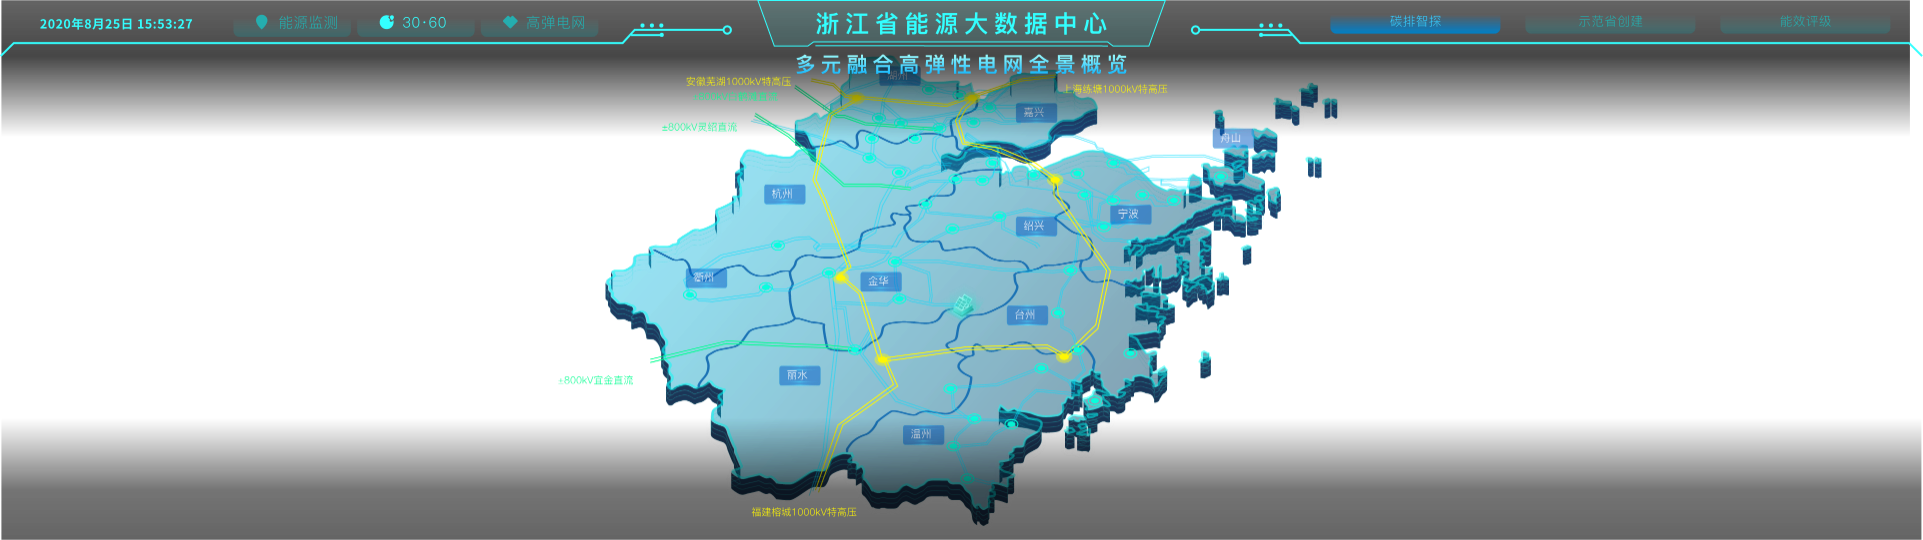 2020年8月25日 15:53:27
能源监测
30·60
高弹电网
浙江省能源大数据中心
碳排智探
示范省创建
能效评级
多元融合高弹性电网全景概览
湖州
安徽芜湖1000kV特高压
上海练塘1000kV特高压
嘉兴
±800kV灵绍直流
舟山
杭州
宁波
绍兴
衢州
金华
台州
丽水
±800kV宜金直流
温州
福建榕城1000kV特高压